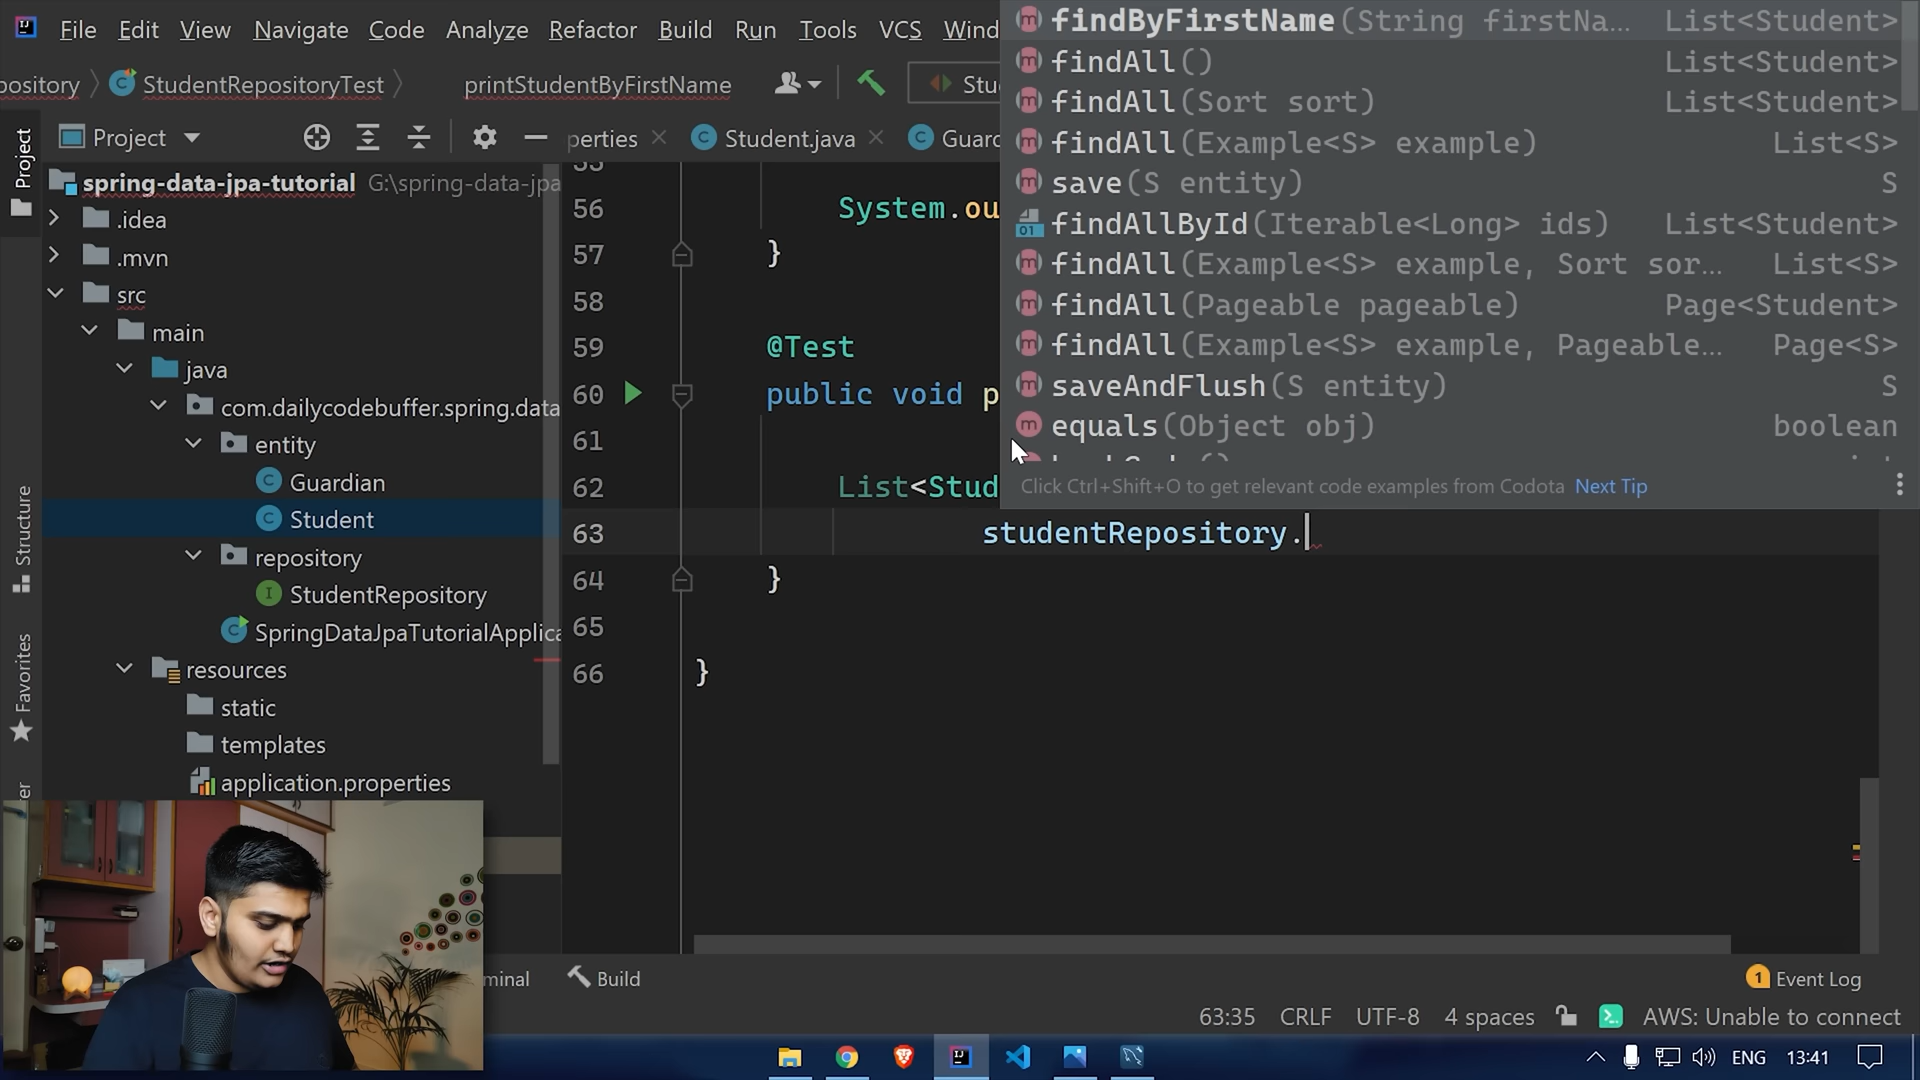 File Edit View Navigate Code Analyze Refactor Build Run Tools VCS Wind
pository StudentRepositoryTest printStudentByFirstName Stu
Project
perties Student.java Guard
Project
spring-data-jpa-tutorial G:\spring-data-jpa
.idea
.mvn
src
main
java
com.dailycodebuffer.spring.data
entity
Guardian
Student
repository
StudentRepository
SpringDataJpaTutorialApplica
resources
static
templates
application.properties
Structure
Favorites
55
56 System.ou
57 }
58
59 @Test
60 public void p
61
62 List<Stud
63 studentRepository.
64 }
65
66 }
findByFirstName(String firstNa... List<Student>
findAll() List<Student>
findAll(Sort sort) List<Student>
findAll(Example<S> example) List<S>
save(S entity) S
findAllById(Iterable<Long> ids) List<Student>
findAll(Example<S> example, Sort sor... List<S>
findAll(Pageable pageable) Page<Student>
findAll(Example<S> example, Pageable... Page<S>
saveAndFlush(S entity) S
equals(Object obj) boolean
Click Ctrl+Shift+O to get relevant code examples from Codota Next Tip
minal Build 1 Event Log
63:35 CRLF UTF-8 4 spaces AWS: Unable to connect
ENG 13:41